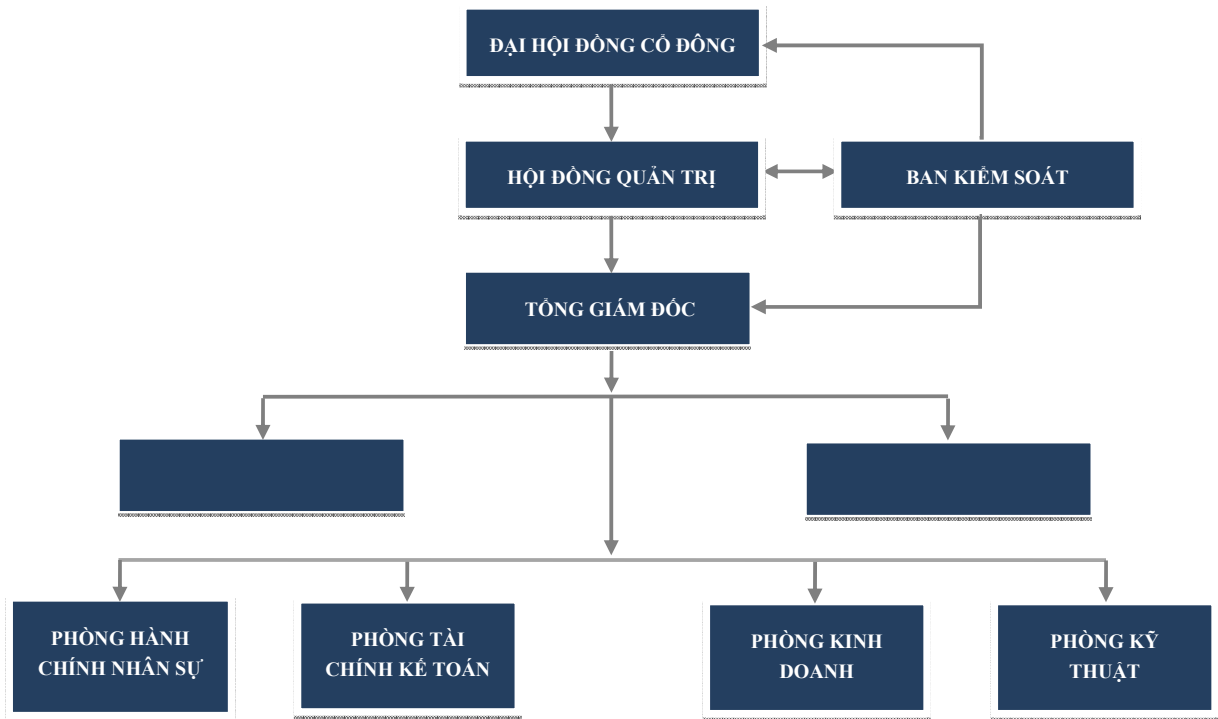 ĐẠI HỘI ĐỒNG CỔ ĐÔNG
HỘI ĐỒNG QUẢN TRỊ
BAN KIỂM SOÁT
TỔNG GIÁM ĐỐC
PHÒNG HÀNH
CHÍNH NHÂN SỰ
PHÒNG TÀI
CHÍNH KẾ TOÁN
PHÒNG KINH
DOANH
PHÒNG KỸ
THUẬT